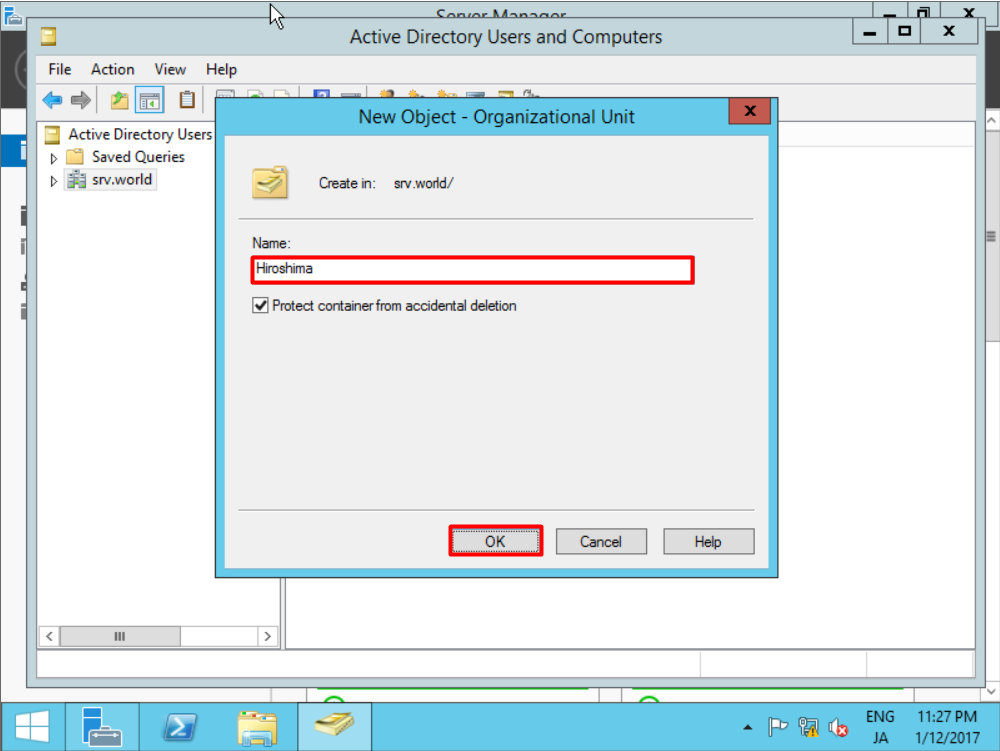 Server Manager
Active Directory Users and Computers
File Action View Help
New Object - Organizational Unit
Active Directory Users
Saved Queries
srv.world
Create in: srv.world/
Name:
Hiroshima
Protect container from accidental deletion
OK Cancel Help
ENG 11:27 PM
JA 1/12/2017